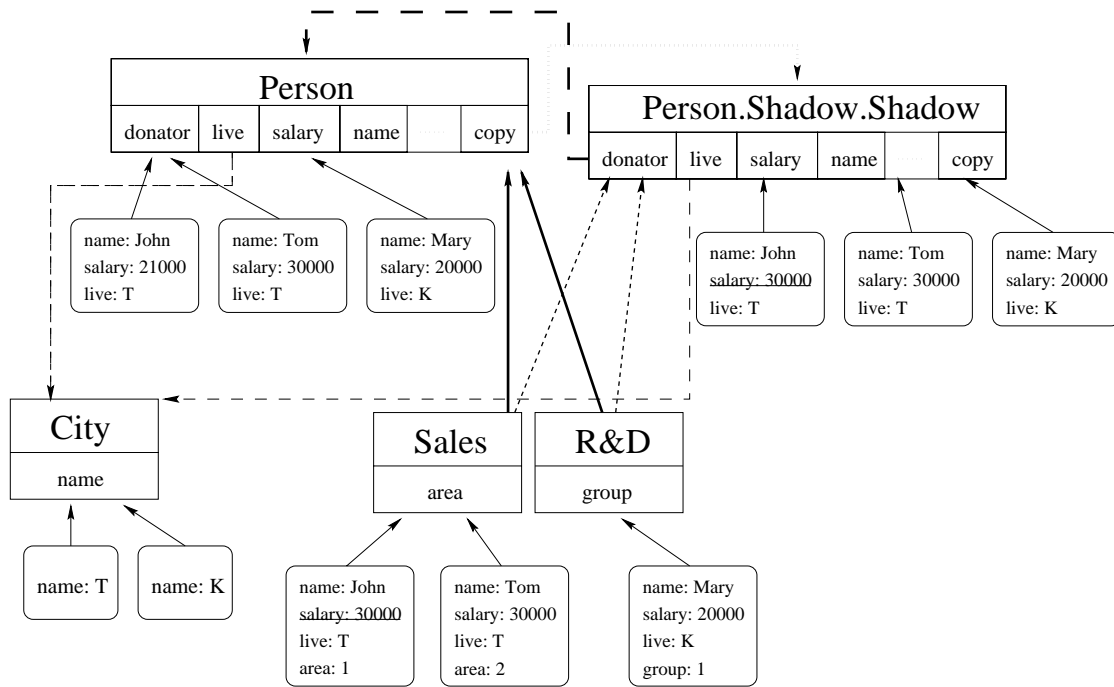 Person
donator live salary name ...... copy
Person.Shadow.Shadow
donator live salary name ...... copy
name: John
salary: 21000
live: T
name: Tom
salary: 30000
live: T
name: Mary
salary: 20000
live: K
name: John
salary: 30000
live: T
name: Tom
salary: 30000
live: T
name: Mary
salary: 20000
live: K
City
name
Sales
area
R&D
group
name: T
name: K
name: John
salary: 30000
live: T
area: 1
name: Tom
salary: 30000
live: T
area: 2
name: Mary
salary: 20000
live: K
group: 1